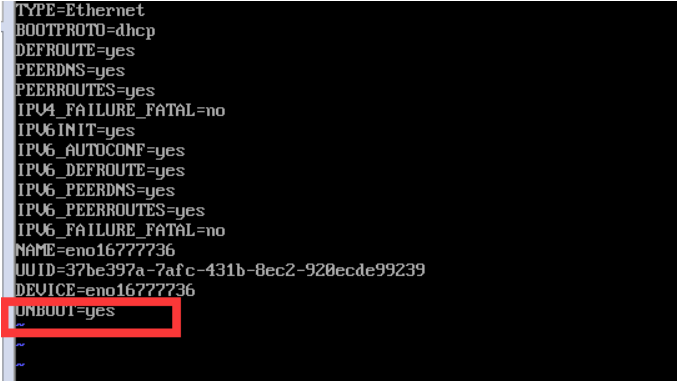 TYPE=Ethernet
BOOTPROTO=dhcp
DEFROUTE=yes
PEERDNS=yes
PEERROUTES=yes
IPV4_FAILURE_FATAL=no
IPV6INIT=yes
IPV6_AUTOCONF=yes
IPV6_DEFROUTE=yes
IPV6_PEERDNS=yes
IPV6_PEERROUTES=yes
IPV6_FAILURE_FATAL=no
NAME=eno16777736
UUID=37be397a-7afc-431b-8ec2-920ecde99239
DEVICE=eno16777736
ONBOOT=yes
~
~
~